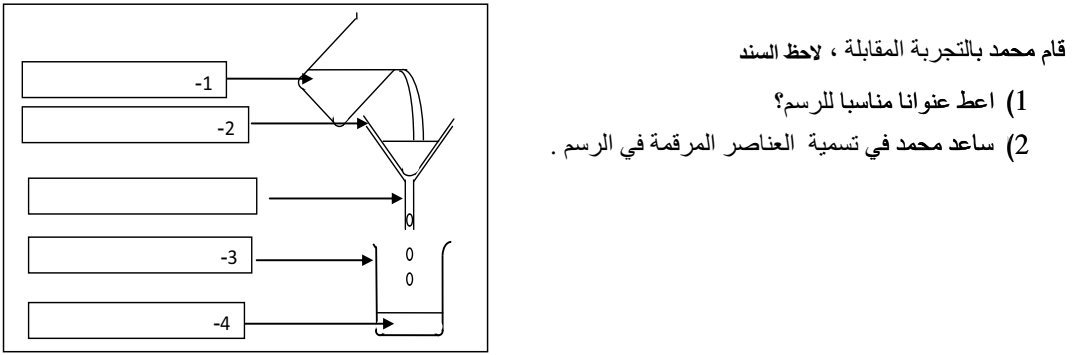 قام محمد بالتجربة المقابلة ، لاحظ السند
1) اعط عنوانا مناسبا للرسم؟
2) ساعد محمد في تسمية العناصر المرقمة في الرسم .
1-
2-
3-
4-